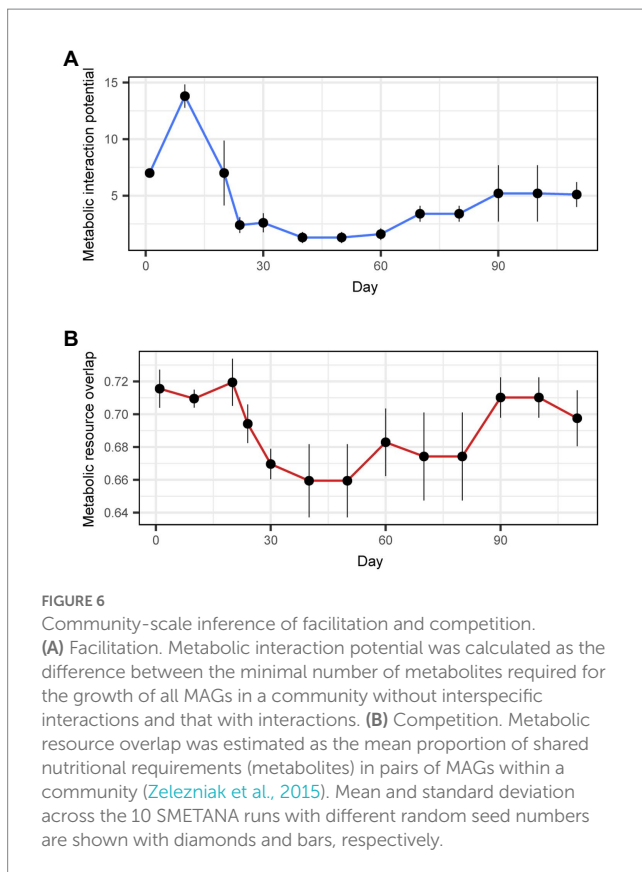 A
Metabolic interaction potential
15
10
5
0
30
60
90
Day
B
Metabolic resource overlap
0.72
0.70
0.68
0.66
0.64
0
30
60
90
Day
FIGURE 6
Community-scale inference of facilitation and competition.
(A) Facilitation. Metabolic interaction potential was calculated as the
difference between the minimal number of metabolites required for
the growth of all MAGs in a community without interspecific
interactions and that with interactions. (B) Competition. Metabolic
resource overlap was estimated as the mean proportion of shared
nutritional requirements (metabolites) in pairs of MAGs within a
community (Zelezniak et al., 2015). Mean and standard deviation
across the 10 SMETANA runs with different random seed numbers
are shown with diamonds and bars, respectively.